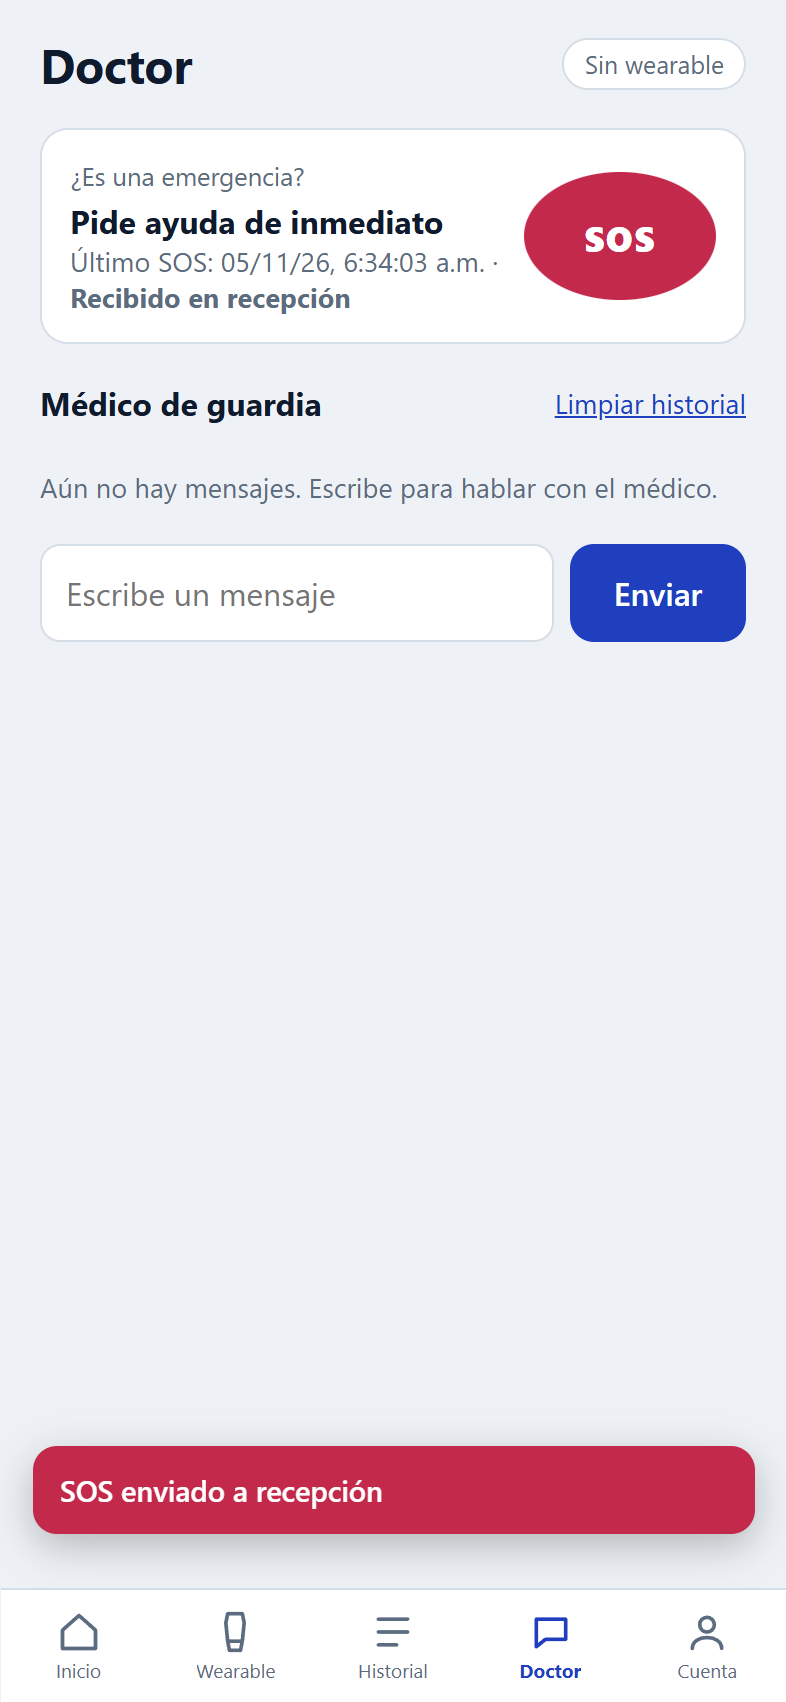 Doctor
Sin wearable
¿Es una emergencia?
Pide ayuda de inmediato
Último SOS: 05/11/26, 6:34:03 a.m. ·
Recibido en recepción
SOS
Médico de guardia
Limpiar historial
Aún no hay mensajes. Escribe para hablar con el médico.
Escribe un mensaje
Enviar
SOS enviado a recepción
Inicio
Wearable
Historial
Doctor
Cuenta